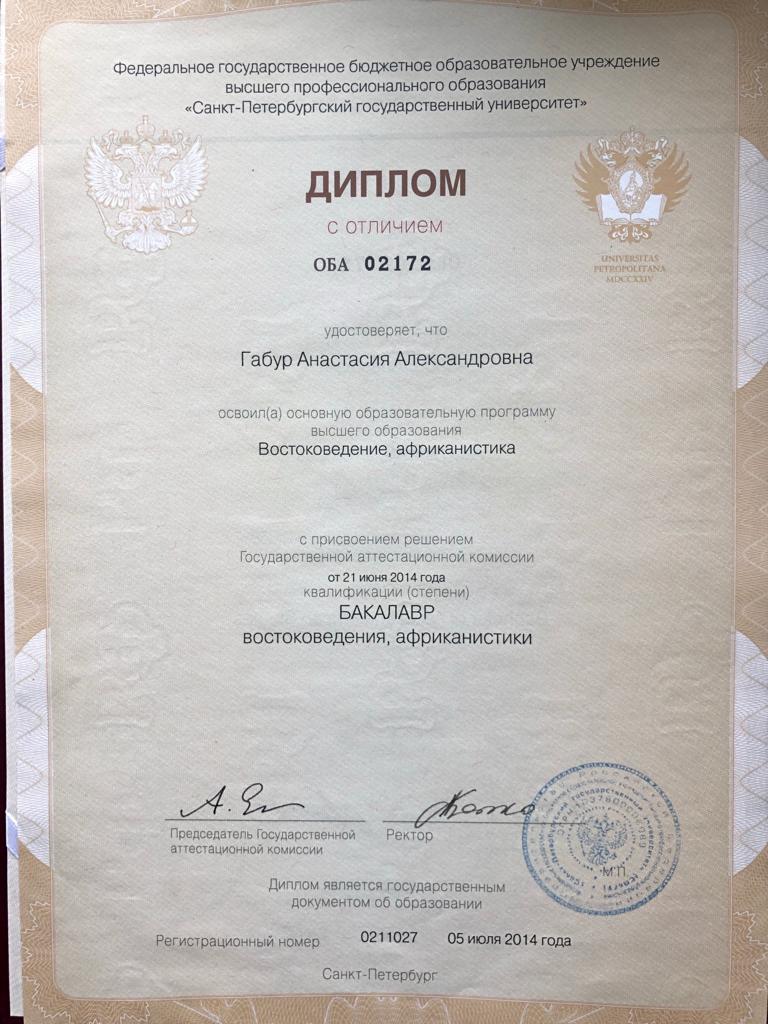 Федеральное государственное бюджетное образовательное учреждение
высшего профессионального образования
«Санкт-Петербургский государственный университет»
ДИПЛОМ
с отличием
ОБА 02172
UNIVERSITAS
PETROPOLITANA
MDCCXXIV
удостоверяет, что
Габур Анастасия Александровна
освоил(а) основную образовательную программу
высшего образования
Востоковедение, африканистика
с присвоением решением
Государственной аттестационной комиссии
от 21 июня 2014 года
квалификации (степени)
БАКАЛАВР
востоковедения, африканистики
Председатель Государственной
аттестационной комиссии
Ректор
М.П.
Диплом является государственным
документом об образовании
Регистрационный номер 0211027 05 июля 2014 года
Санкт-Петербург